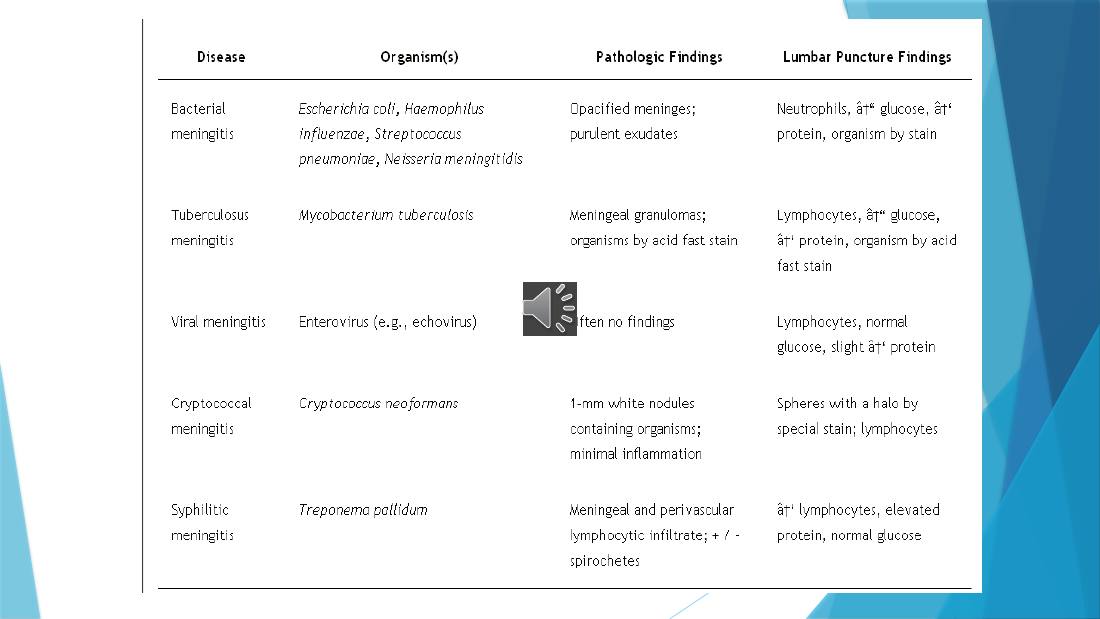 Disease Organism(s) Pathologic Findings Lumbar Puncture Findings
Bacterial meningitis
Escherichia coli, Haemophilus
influenzae, Streptococcus
pneumoniae, Neisseria meningitidis
Opacified meninges;
purulent exudates
Neutrophils, â†“ glucose, â†‘
protein, organism by stain
Tuberculosus
meningitis
Mycobacterium tuberculosis
Meningeal granulomas;
organisms by acid fast stain
Lymphocytes, â†“ glucose,
â†‘ protein, organism by acid
fast stain
Viral meningitis
Enterovirus (e.g., echovirus)
no findings
Lymphocytes, normal
glucose, slight â†‘ protein
Cryptococcal
meningitis
Cryptococcus neoformans
1-mm white nodules
containing organisms;
minimal inflammation
Spheres with a halo by
special stain; lymphocytes
Syphilitic
meningitis
Treponema pallidum
Meningeal and perivascular
lymphocytic infiltrate; + / -
spirochetes
â†‘ lymphocytes, elevated
protein, normal glucose